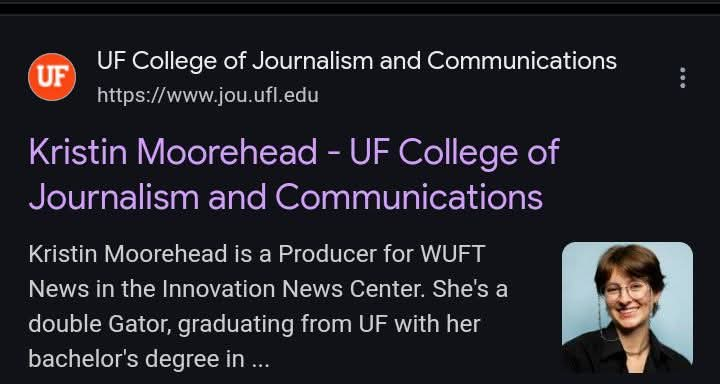 UF
UF College of Journalism and Communications
https://www.jou.ufl.edu
Kristin Moorehead - UF College of
Journalism and Communications
Kristin Moorehead is a Producer for WUFT
News in the Innovation News Center. She's a
double Gator, graduating from UF with her
bachelor's degree in ...